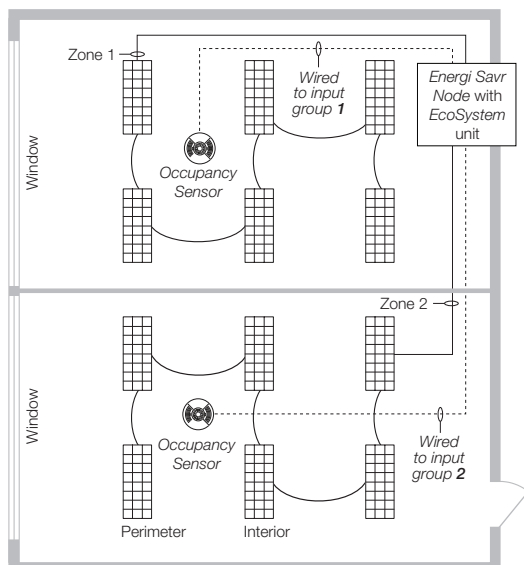 Zone 1
Wired
to input
group 1
Energi Savr
Node with
EcoSystem
unit
Window
Occupancy
Sensor
Zone 2
Window
Occupancy
Sensor
Wired
to input
group 2
Perimeter
Interior